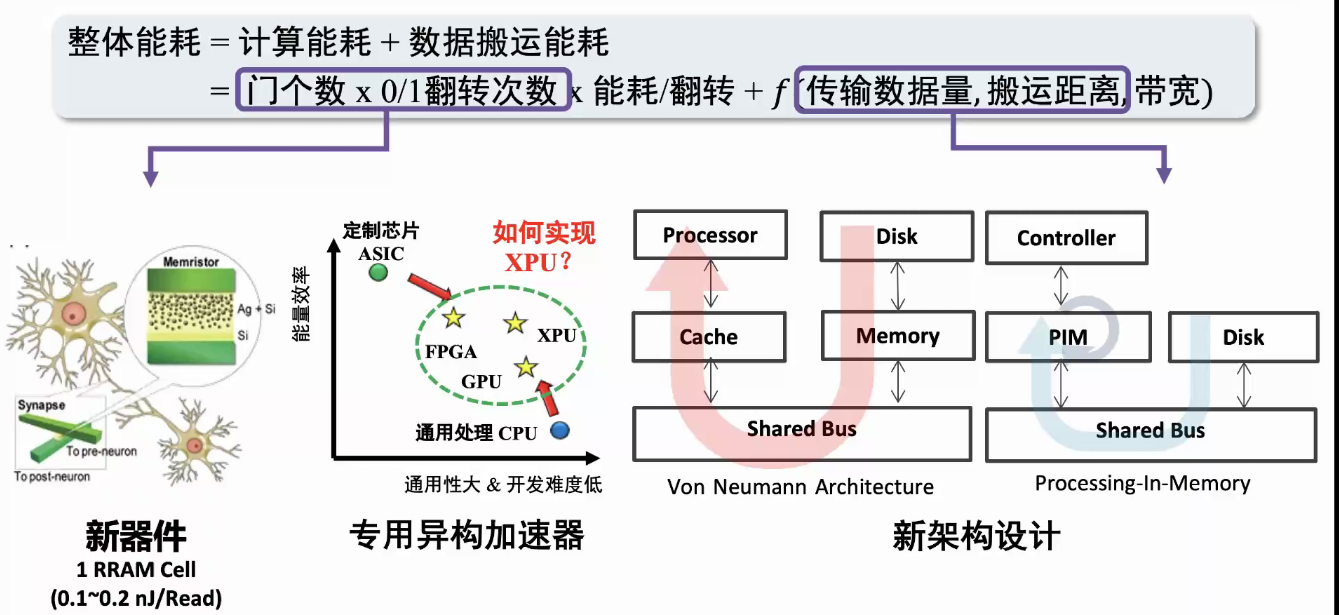 整体能耗 = 计算能耗 + 数据搬运能耗
= 门个数 x 0/1翻转次数 x 能耗/翻转 + f(传输数据量, 搬运距离, 带宽)
Memristor
Ag + Si
Si
Synapse
To pre-neuron
To post-neuron
新器件
1 RRAM Cell
(0.1~0.2 nJ/Read)
定制芯片
ASIC
如何实现
XPU?
能量效率
XPU
FPGA
GPU
通用处理 CPU
通用性大 & 开发难度低
专用异构加速器
Processor
Disk
Cache
Memory
Shared Bus
Von Neumann Architecture
Controller
PIM
Disk
Shared Bus
Processing-In-Memory
新架构设计